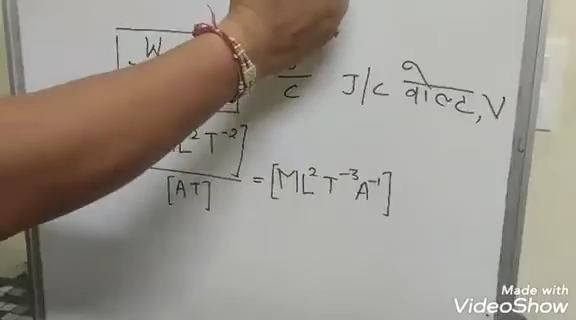 W
C J/C वोल्ट, V
L² T⁻²]
[AT] = [ML² T⁻³ A⁻¹]
Made with
VideoShow